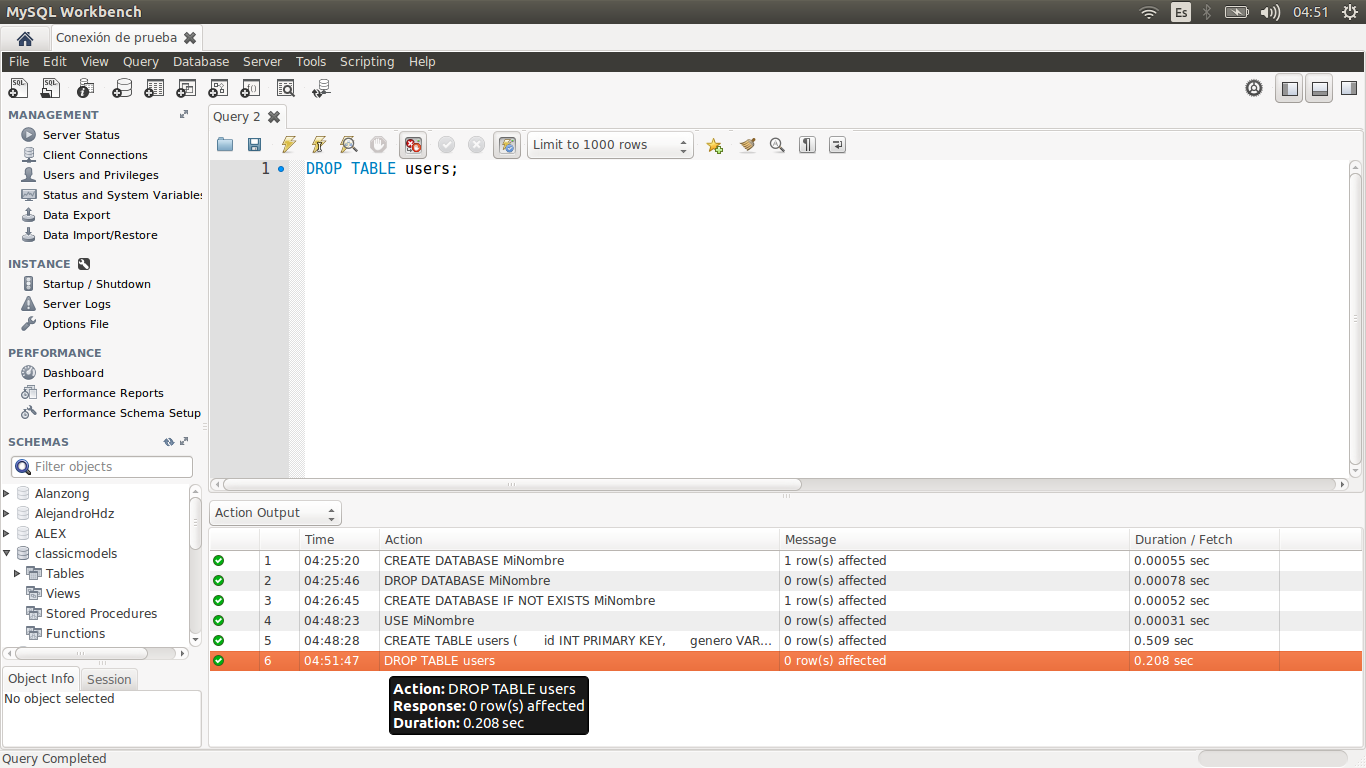 MySQL Workbench
Es
04:51
Conexión de prueba
File Edit View Query Database Server Tools Scripting Help
SQL SQL
MANAGEMENT
Server Status
Client Connections
Users and Privileges
Status and System Variables
Data Export
Data Import/Restore
INSTANCE
Startup / Shutdown
Server Logs
Options File
PERFORMANCE
Dashboard
Performance Reports
Performance Schema Setup
SCHEMAS
Filter objects
Alanzong
AlejandroHdz
ALEX
classicmodels
Tables
Views
Stored Procedures
Functions
Object Info Session
No object selected
Query 2
Limit to 1000 rows
1 DROP TABLE users;
Action Output
Time Action Message Duration / Fetch
1 04:25:20 CREATE DATABASE MiNombre 1 row(s) affected 0.00055 sec
2 04:25:46 DROP DATABASE MiNombre 0 row(s) affected 0.00078 sec
3 04:26:45 CREATE DATABASE IF NOT EXISTS MiNombre 1 row(s) affected 0.00052 sec
4 04:48:23 USE MiNombre 0 row(s) affected 0.00031 sec
5 04:48:28 CREATE TABLE users ( id INT PRIMARY KEY, genero VAR... 0 row(s) affected 0.509 sec
6 04:51:47 DROP TABLE users 0 row(s) affected 0.208 sec
Action: DROP TABLE users
Response: 0 row(s) affected
Duration: 0.208 sec
Query Completed